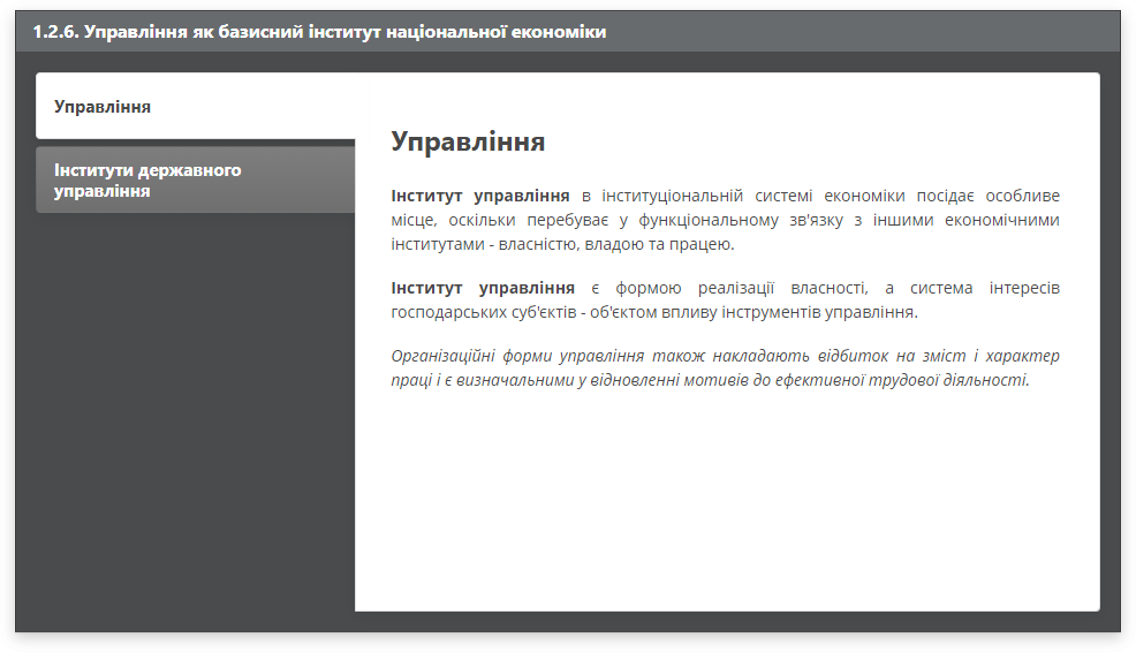 1.2.6. Управління як базисний інститут національної економіки
Управління
Інститути державного
управління
Управління
Інститут управління в інституціональній системі економіки посідає особливе
місце, оскільки перебуває у функціональному зв'язку з іншими економічними
інститутами - власністю, владою та працею.
Інститут управління є формою реалізації власності, а система інтересів
господарських суб'єктів - об'єктом впливу інструментів управління.
Організаційні форми управління також накладають відбиток на зміст і характер
праці і є визначальними у відновленні мотивів до ефективної трудової діяльності.